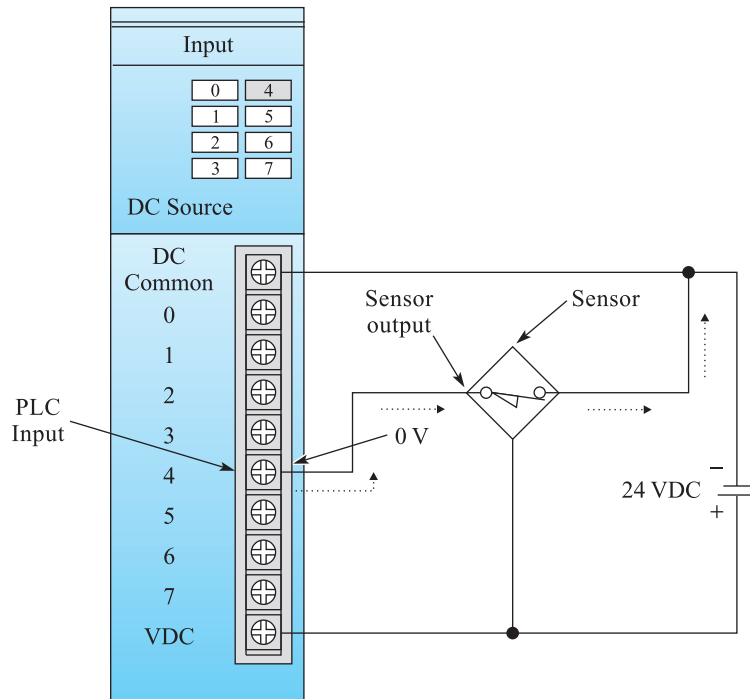 Input
0 4
1 5
2 6
3 7
DC Source
DC
Common
0
1
2
3
4
5
6
7
VDC
PLC
Input
Sensor
output
Sensor
0 V
24 VDC
−
+